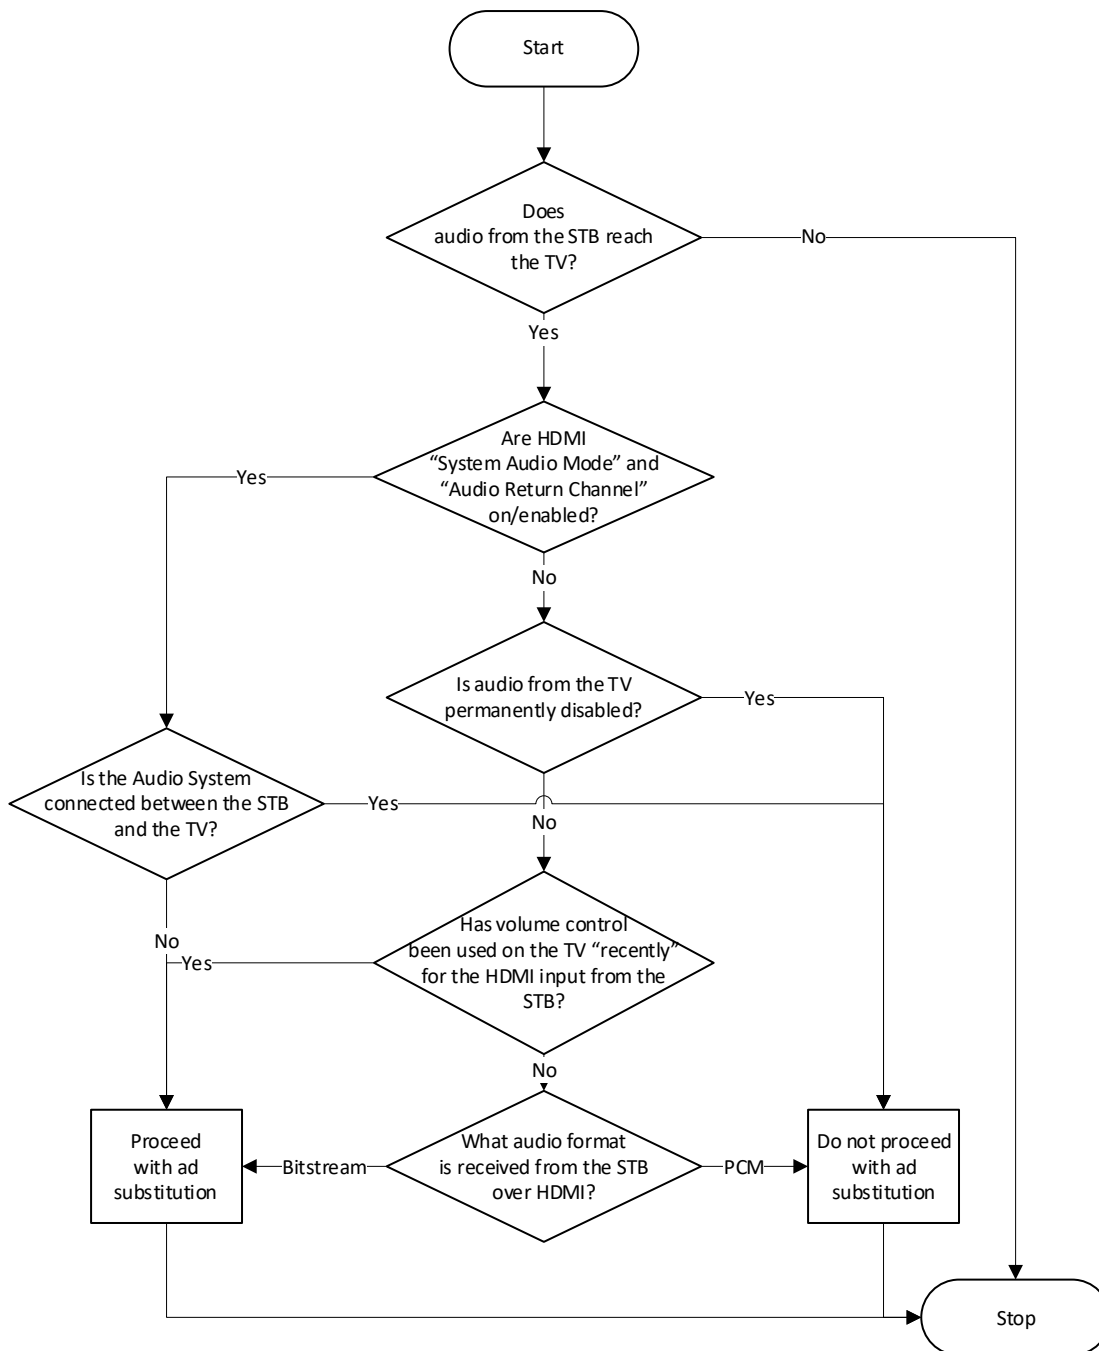 Start
Does
audio from the STB reach
the TV?
No
Yes
Are HDMI
“System Audio Mode” and
“Audio Return Channel”
on/enabled?
Yes
No
Is audio from the TV
permanently disabled?
Yes
Is the Audio System
connected between the STB
and the TV?
Yes
No
Has volume control
been used on the TV “recently”
for the HDMI input from the
STB?
No
Yes
No
Proceed
with ad
substitution
Bitstream
What audio format
is received from the STB
over HDMI?
PCM
Do not proceed
with ad
substitution
Stop